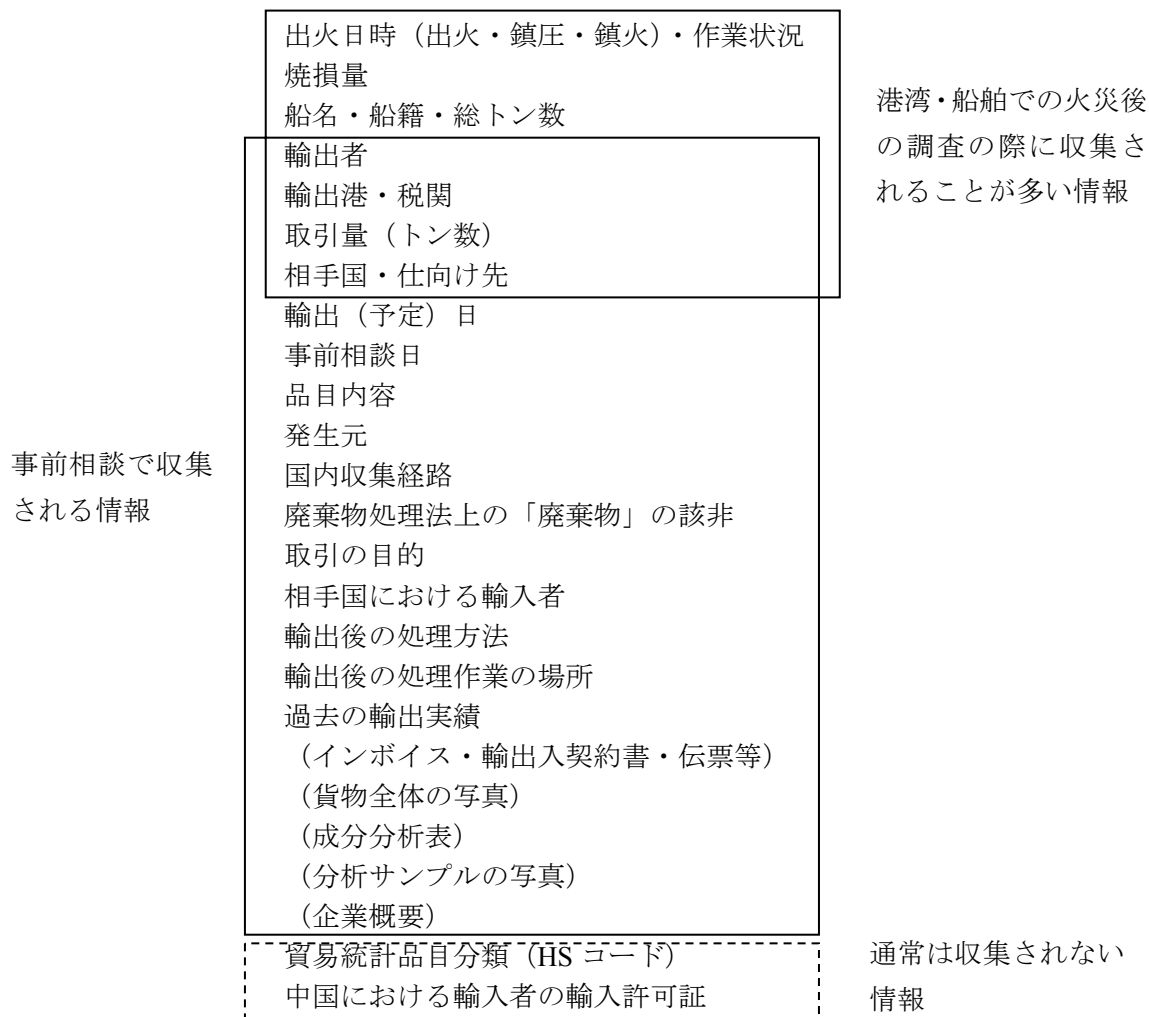 出火日時（出火・鎮圧・鎮火）・作業状況
焼損量
船名・船籍・総トン数
港湾・船舶での火災後
の調査の際に収集さ
れることが多い情報
輸出者
輸出港・税関
取引量（トン数）
相手国・仕向け先
輸出（予定）日
事前相談日
品目内容
発生元
事前相談で収集
される情報
国内収集経路
廃棄物処理法上の「廃棄物」の該非
取引の目的
相手国における輸入者
輸出後の処理方法
輸出後の処理作業の場所
過去の輸出実績
（インボイス・輸出入契約書・伝票等）
（貨物全体の写真）
（成分分析表）
（分析サンプルの写真）
（企業概要）
貿易統計品目分類（HS コード）
中国における輸入者の輸入許可証
通常は収集されない
情報